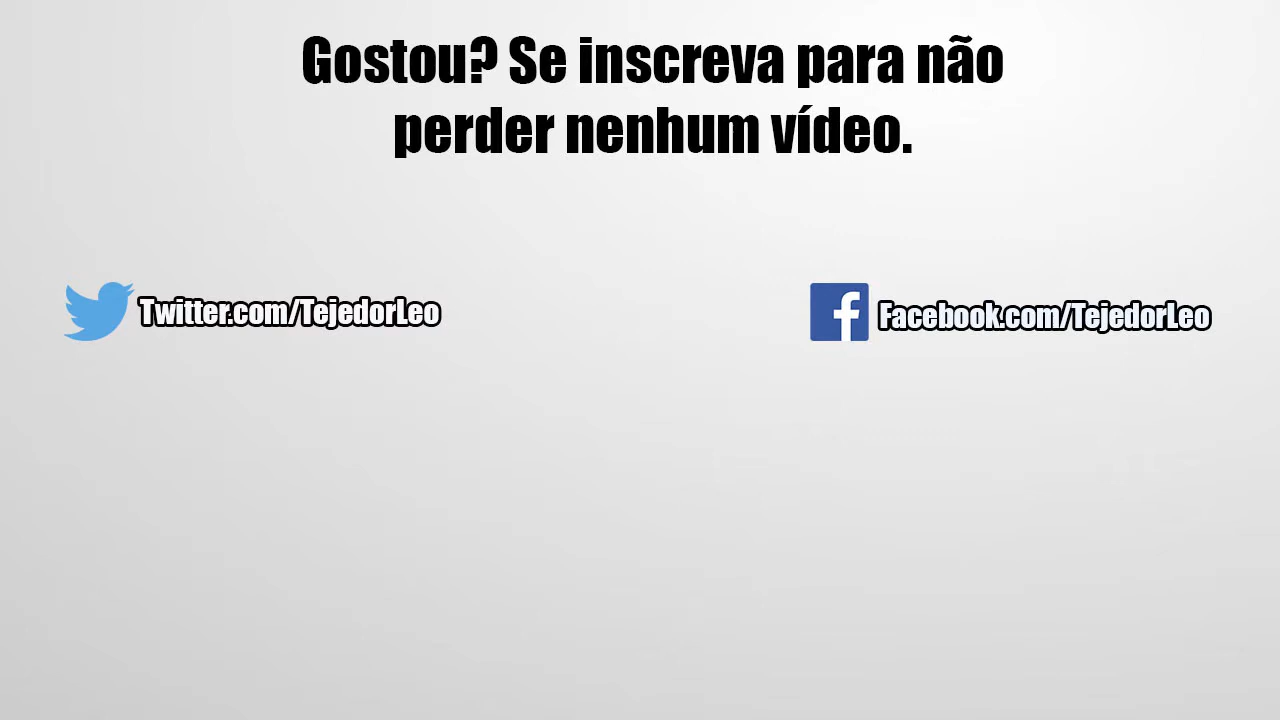 Gostou? Se inscreva para não
perder nenhum vídeo.
Twitter.com/TejedorLeo
Facebook.com/TejedorLeo